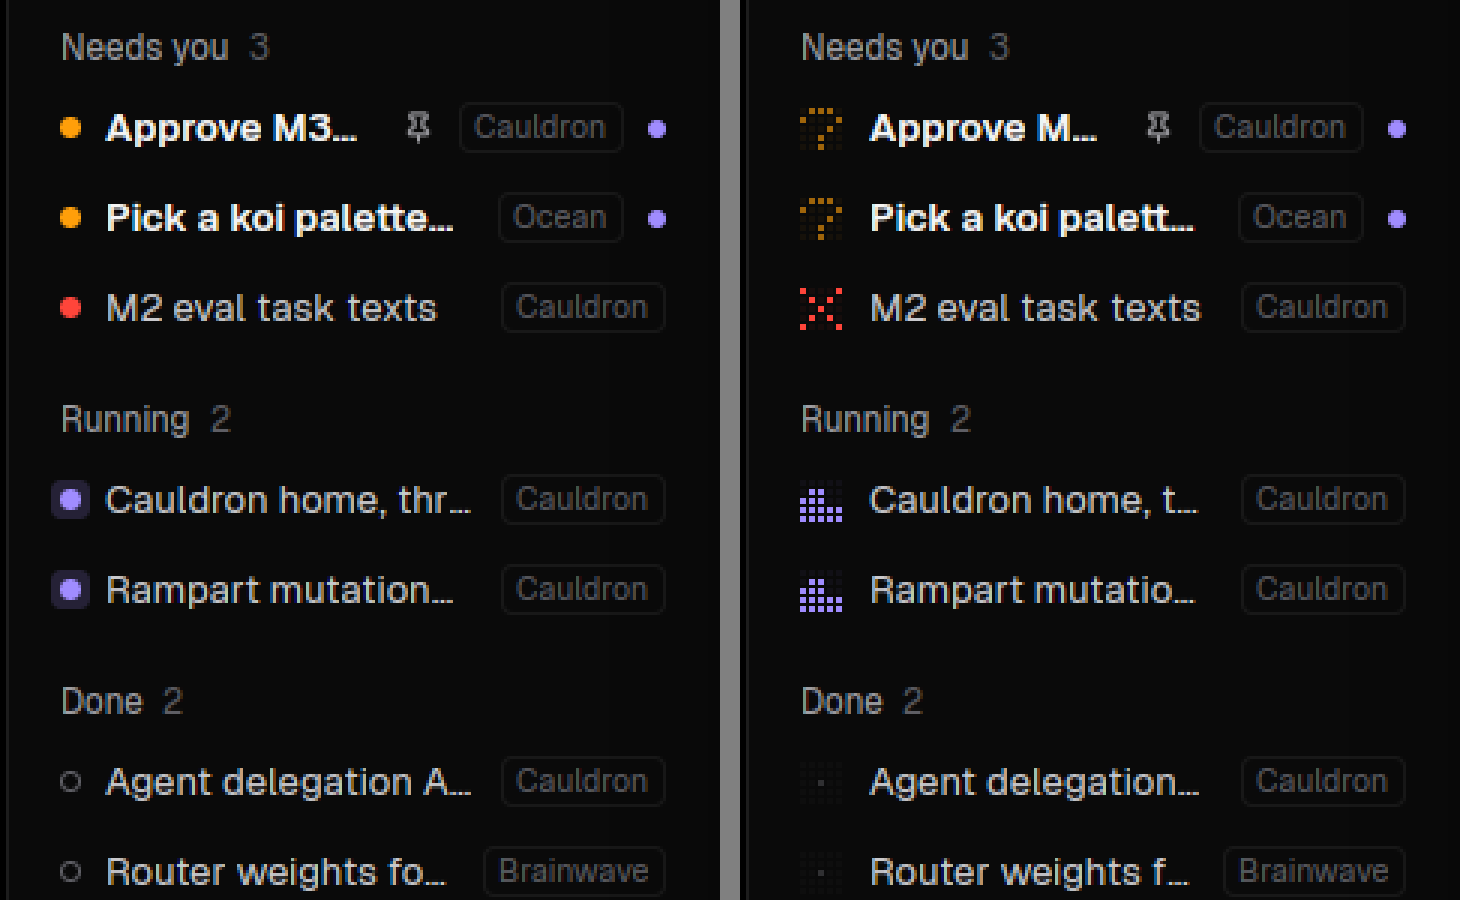 Needs you 3
Approve M3... Cauldron
Pick a koi palette... Ocean
M2 eval task texts Cauldron
Running 2
Cauldron home, thr... Cauldron
Rampart mutation... Cauldron
Done 2
Agent delegation A... Cauldron
Router weights fo... Brainwave
Needs you 3
Approve M... Cauldron
Pick a koi palett... Ocean
M2 eval task texts Cauldron
Running 2
Cauldron home, t... Cauldron
Rampart mutatio... Cauldron
Done 2
Agent delegation... Cauldron
Router weights f... Brainwave